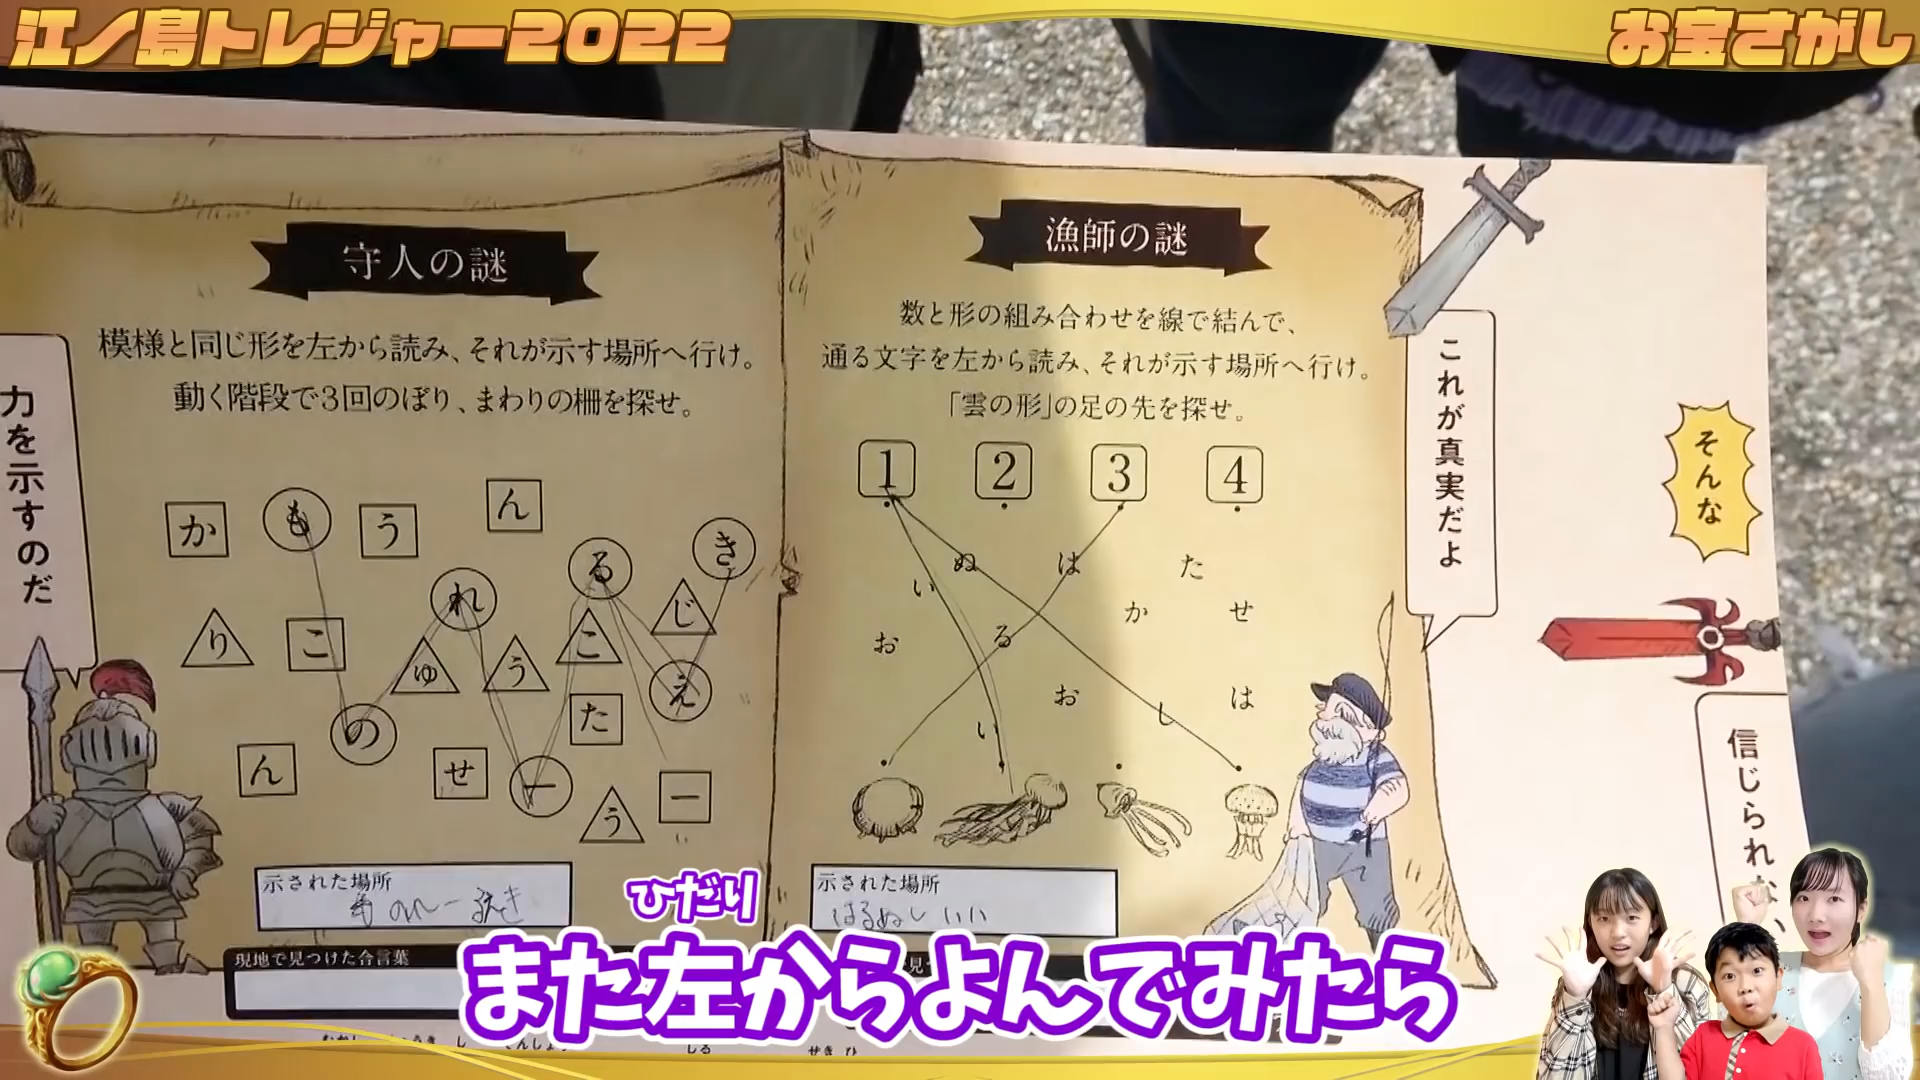 江ノ島トレジャー2022
お宝さがし
守人の謎
模様と同じ形を左から読み、それが示す場所へ行け。
動く階段で3回のぼり、まわりの柵を探せ。
力を示すのだ
か
も
う
ん
れ
る
き
り
こ
ゅ
う
こ
じ
の
た
え
ん
せ
ー
う
ー
示された場所
現地で見つけた合言葉
漁師の謎
数と形の組み合わせを線で結んで、
通る文字を左から読み、それが示す場所へ行け。
「雲の形」の足の先を探せ。
1 2 3 4
ぬ は た
い か せ
お る
お し は
い
示された場所
はるぬしいい
これが真実だよ
そんな
信じられない
ひだり
また左からよんでみたら